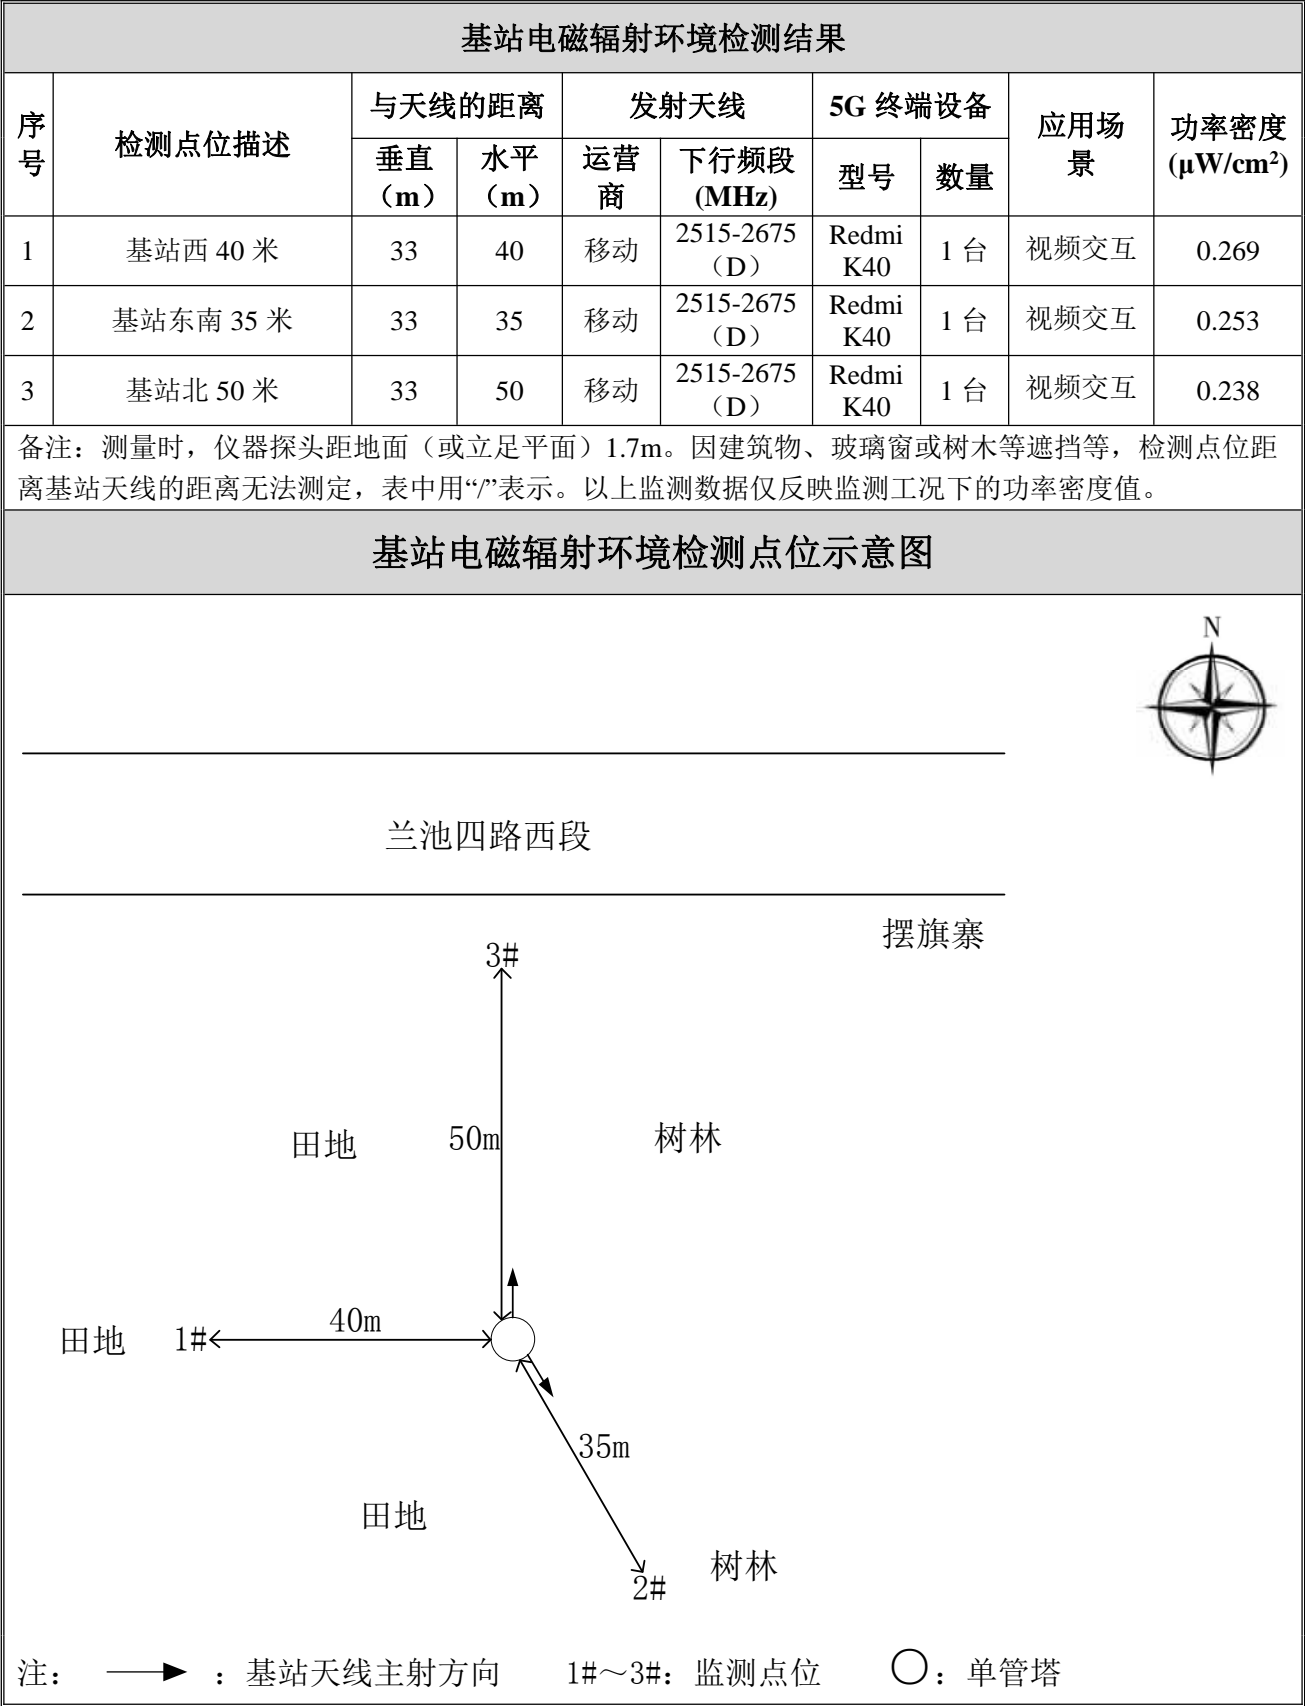 基站电磁辐射环境检测结果
序号 检测点位描述 与天线的距离 发射天线 5G 终端设备 应用场景 功率密度(μW/cm²)
垂直（m） 水平（m） 运营商 下行频段(MHz) 型号 数量
1 基站西 40 米 33 40 移动 2515-2675（D） Redmi K40 1 台 视频交互 0.269
2 基站东南 35 米 33 35 移动 2515-2675（D） Redmi K40 1 台 视频交互 0.253
3 基站北 50 米 33 50 移动 2515-2675（D） Redmi K40 1 台 视频交互 0.238
备注：测量时，仪器探头距地面（或立足平面）1.7m。因建筑物、玻璃窗或树木等遮挡等，检测点位距
离基站天线的距离无法测定，表中用“/”表示。以上监测数据仅反映监测工况下的功率密度值。
基站电磁辐射环境检测点位示意图
N
兰池四路西段
摆旗寨
3#
田地 50m 树林
40m
田地 1#
35m
田地
树林
2#
注： ：基站天线主射方向 1#～3#：监测点位 ：单管塔